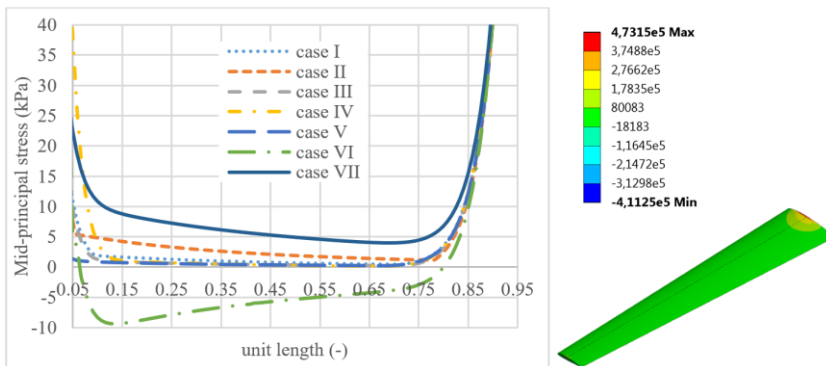 40
35
30
25
20
15
10
5
0
-5
-10
Mid-principal stress (kPa)
case I
case II
case III
case IV
case V
case VI
case VII
0.05 0.15 0.25 0.35 0.45 0.55 0.65 0.75 0.85 0.95
unit length (-)
4,7315e5 Max
3,7488e5
2,7662e5
1,7835e5
80083
-18183
-1,1645e5
-2,1472e5
-3,1298e5
-4,1125e5 Min